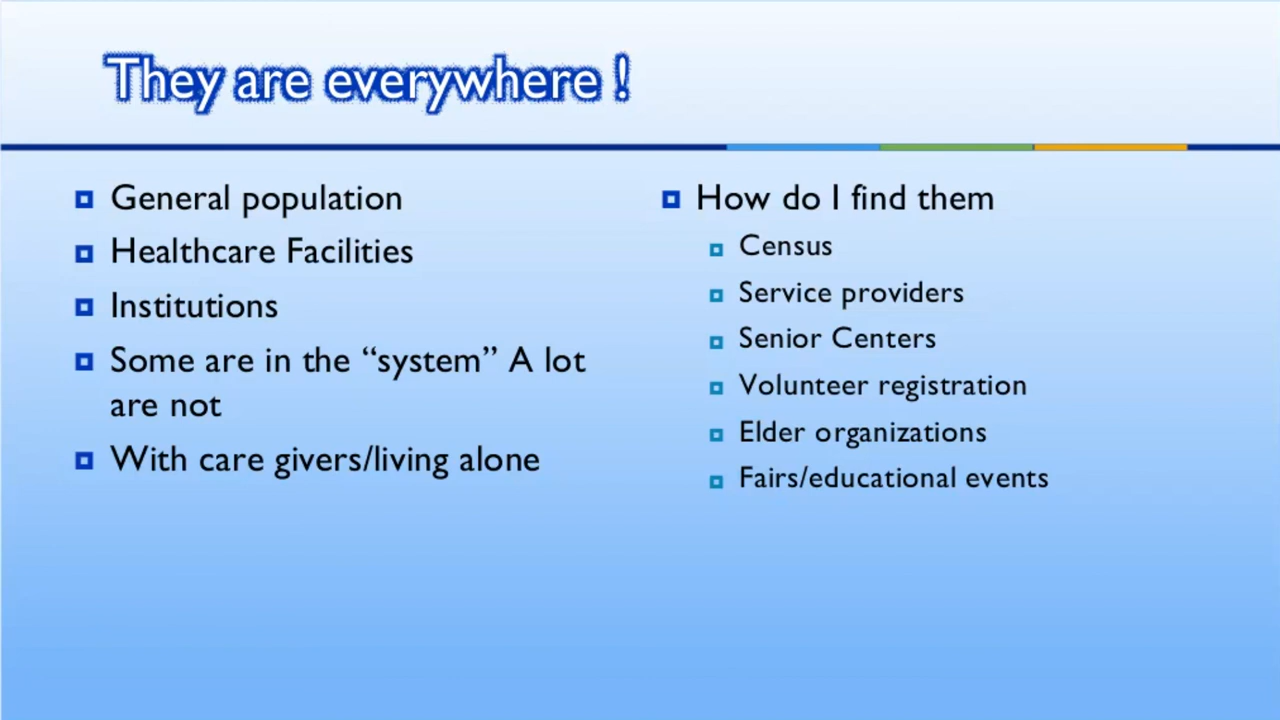 They are everywhere !
General population
Healthcare Facilities
Institutions
Some are in the “system” A lot
are not
With care givers/living alone
How do I find them
Census
Service providers
Senior Centers
Volunteer registration
Elder organizations
Fairs/educational events